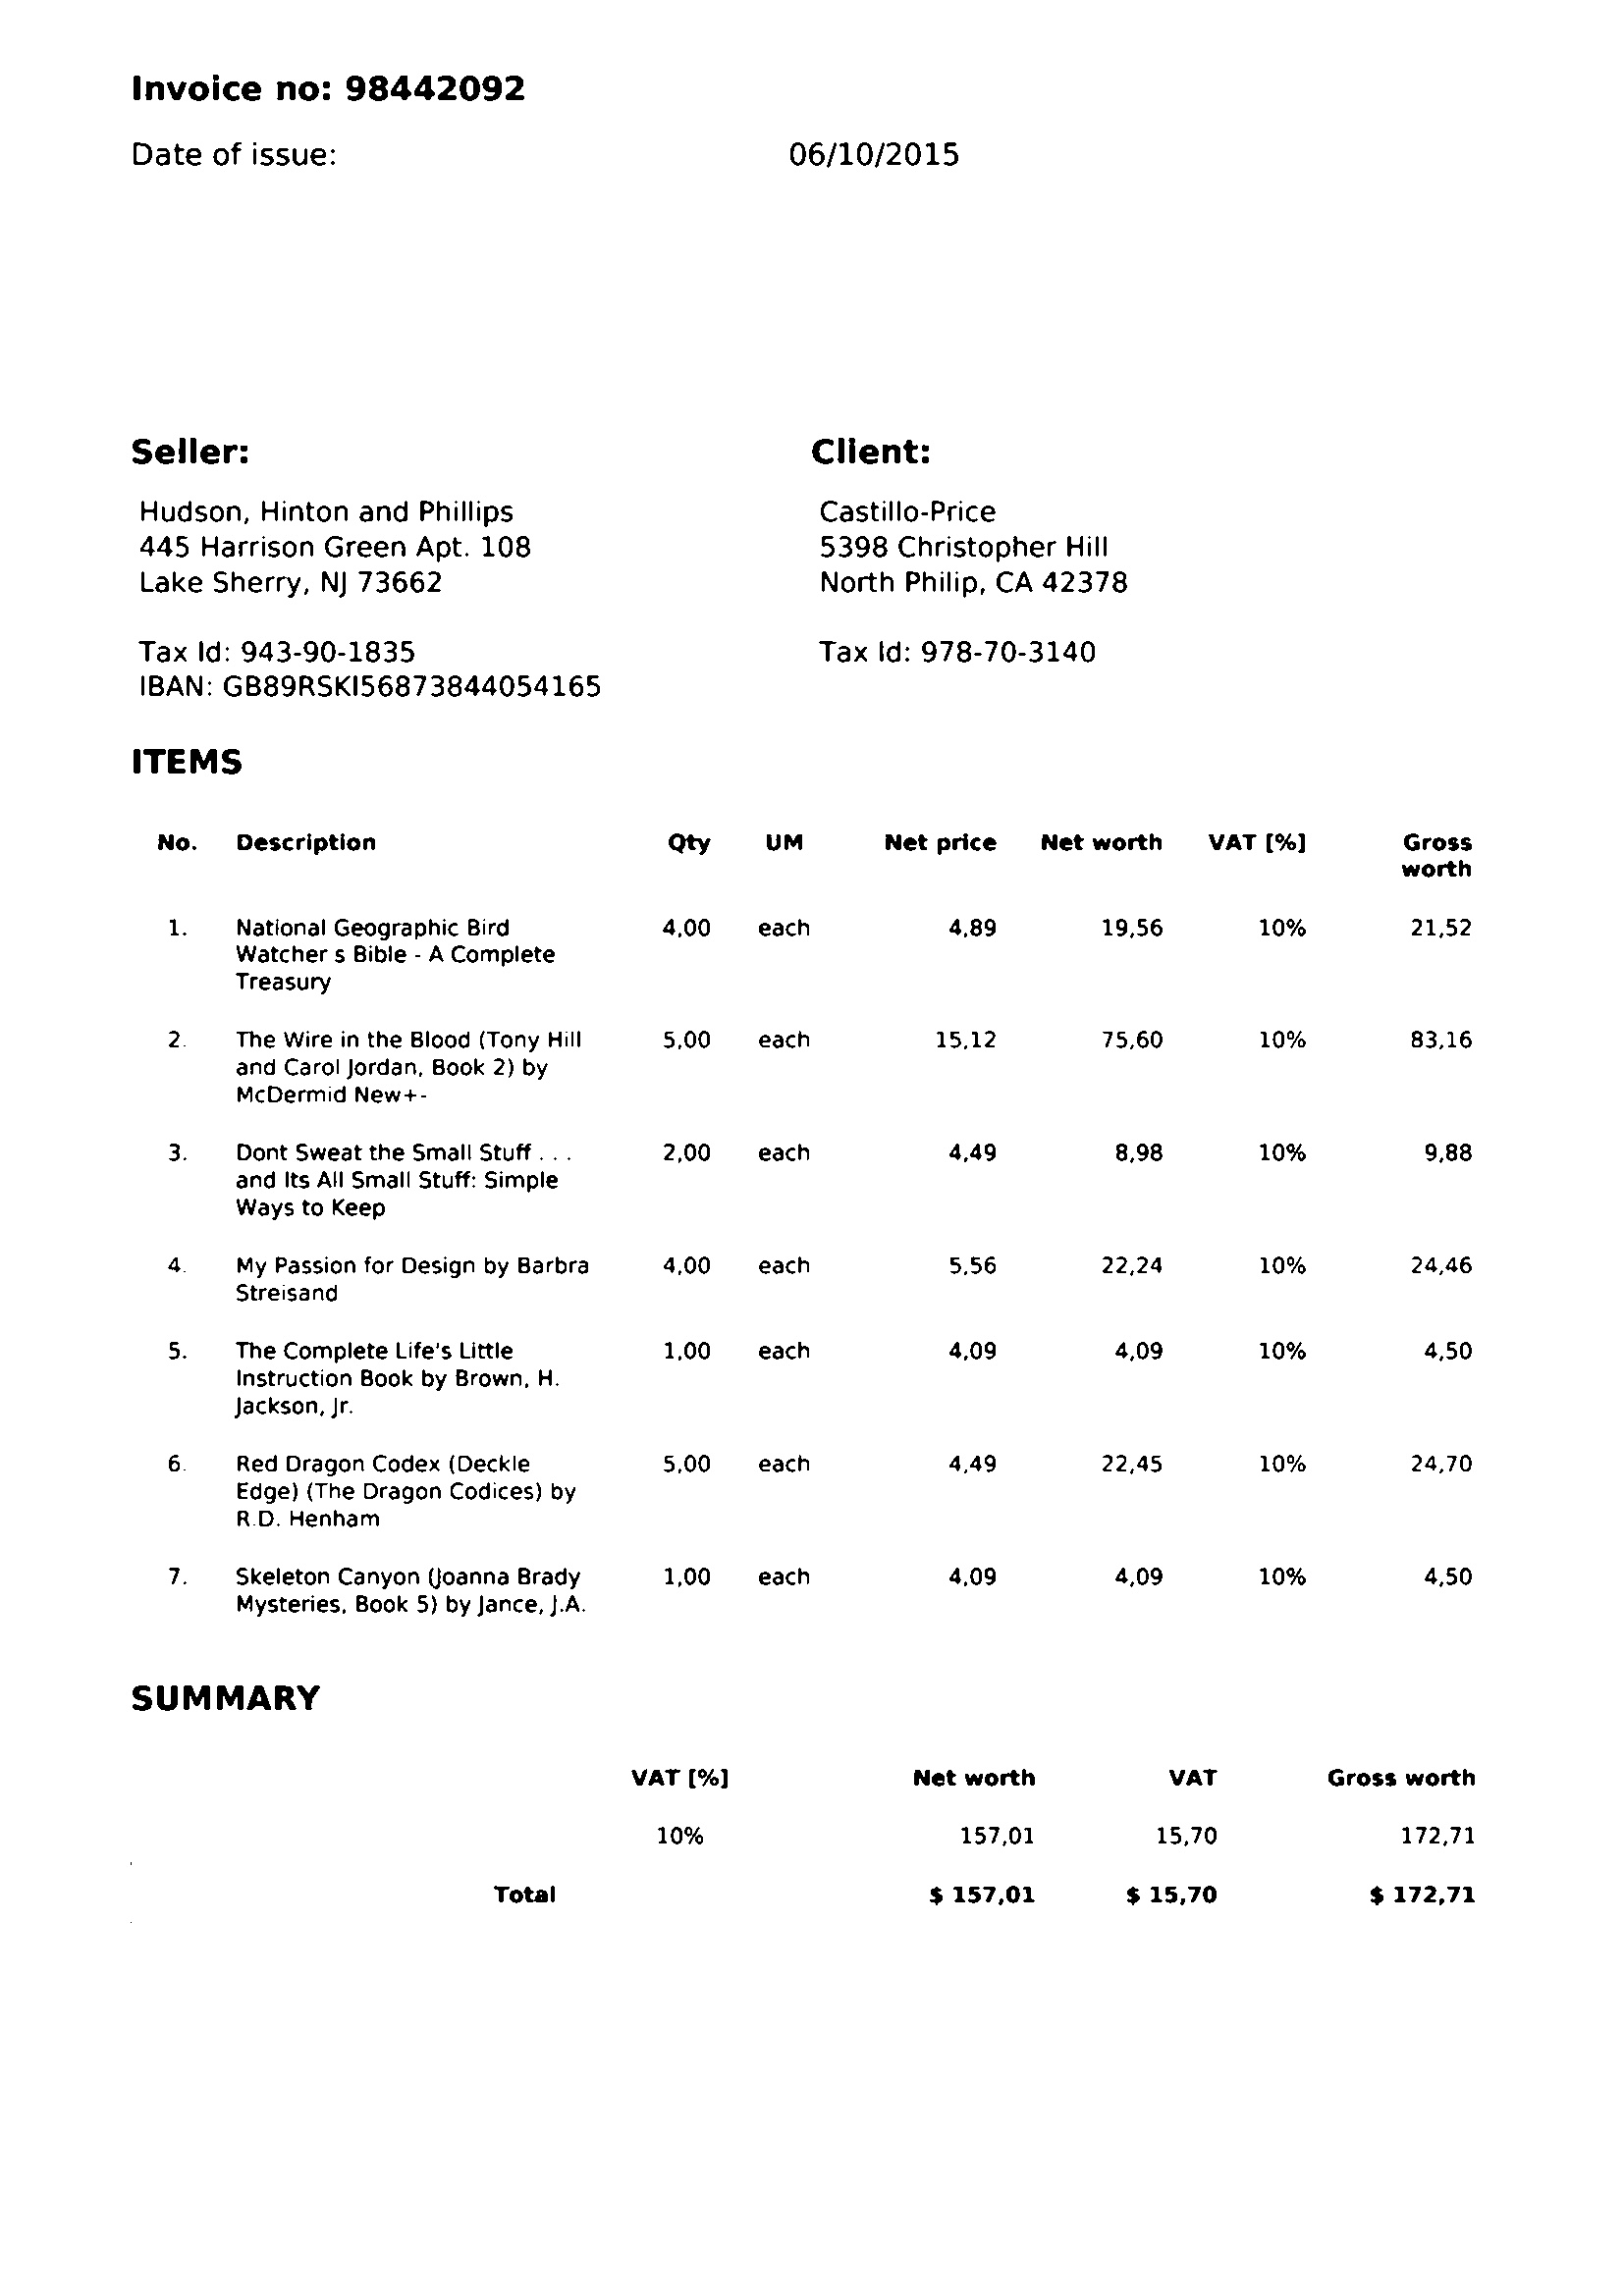 Invoice no: 98442092
Date of issue: 06/10/2015
Seller: Client:
Hudson, Hinton and Phillips Castillo-Price
445 Harrison Green Apt. 108 5398 Christopher Hill
Lake Sherry, NJ 73662 North Philip, CA 42378
Tax Id: 943-90-1835 Tax Id: 978-70-3140
IBAN: GB89RSKI56873844054165
ITEMS
No. Description Qty UM Net price Net worth VAT [%] Gross
worth
1. National Geographic Bird 4,00 each 4,89 19,56 10% 21,52
Watcher s Bible - A Complete
Treasury
2. The Wire in the Blood (Tony Hill 5,00 each 15,12 75,60 10% 83,16
and Carol Jordan, Book 2) by
McDermid New+-
3. Dont Sweat the Small Stuff . . . 2,00 each 4,49 8,98 10% 9,88
and Its All Small Stuff: Simple
Ways to Keep
4. My Passion for Design by Barbra 4,00 each 5,56 22,24 10% 24,46
Streisand
5. The Complete Life's Little 1,00 each 4,09 4,09 10% 4,50
Instruction Book by Brown, H.
Jackson, Jr.
6. Red Dragon Codex (Deckle 5,00 each 4,49 22,45 10% 24,70
Edge) (The Dragon Codices) by
R.D. Henham
7. Skeleton Canyon (Joanna Brady 1,00 each 4,09 4,09 10% 4,50
Mysteries, Book 5) by Jance, J.A.
SUMMARY
VAT [%] Net worth VAT Gross worth
10% 157,01 15,70 172,71
Total $ 157,01 $ 15,70 $ 172,71